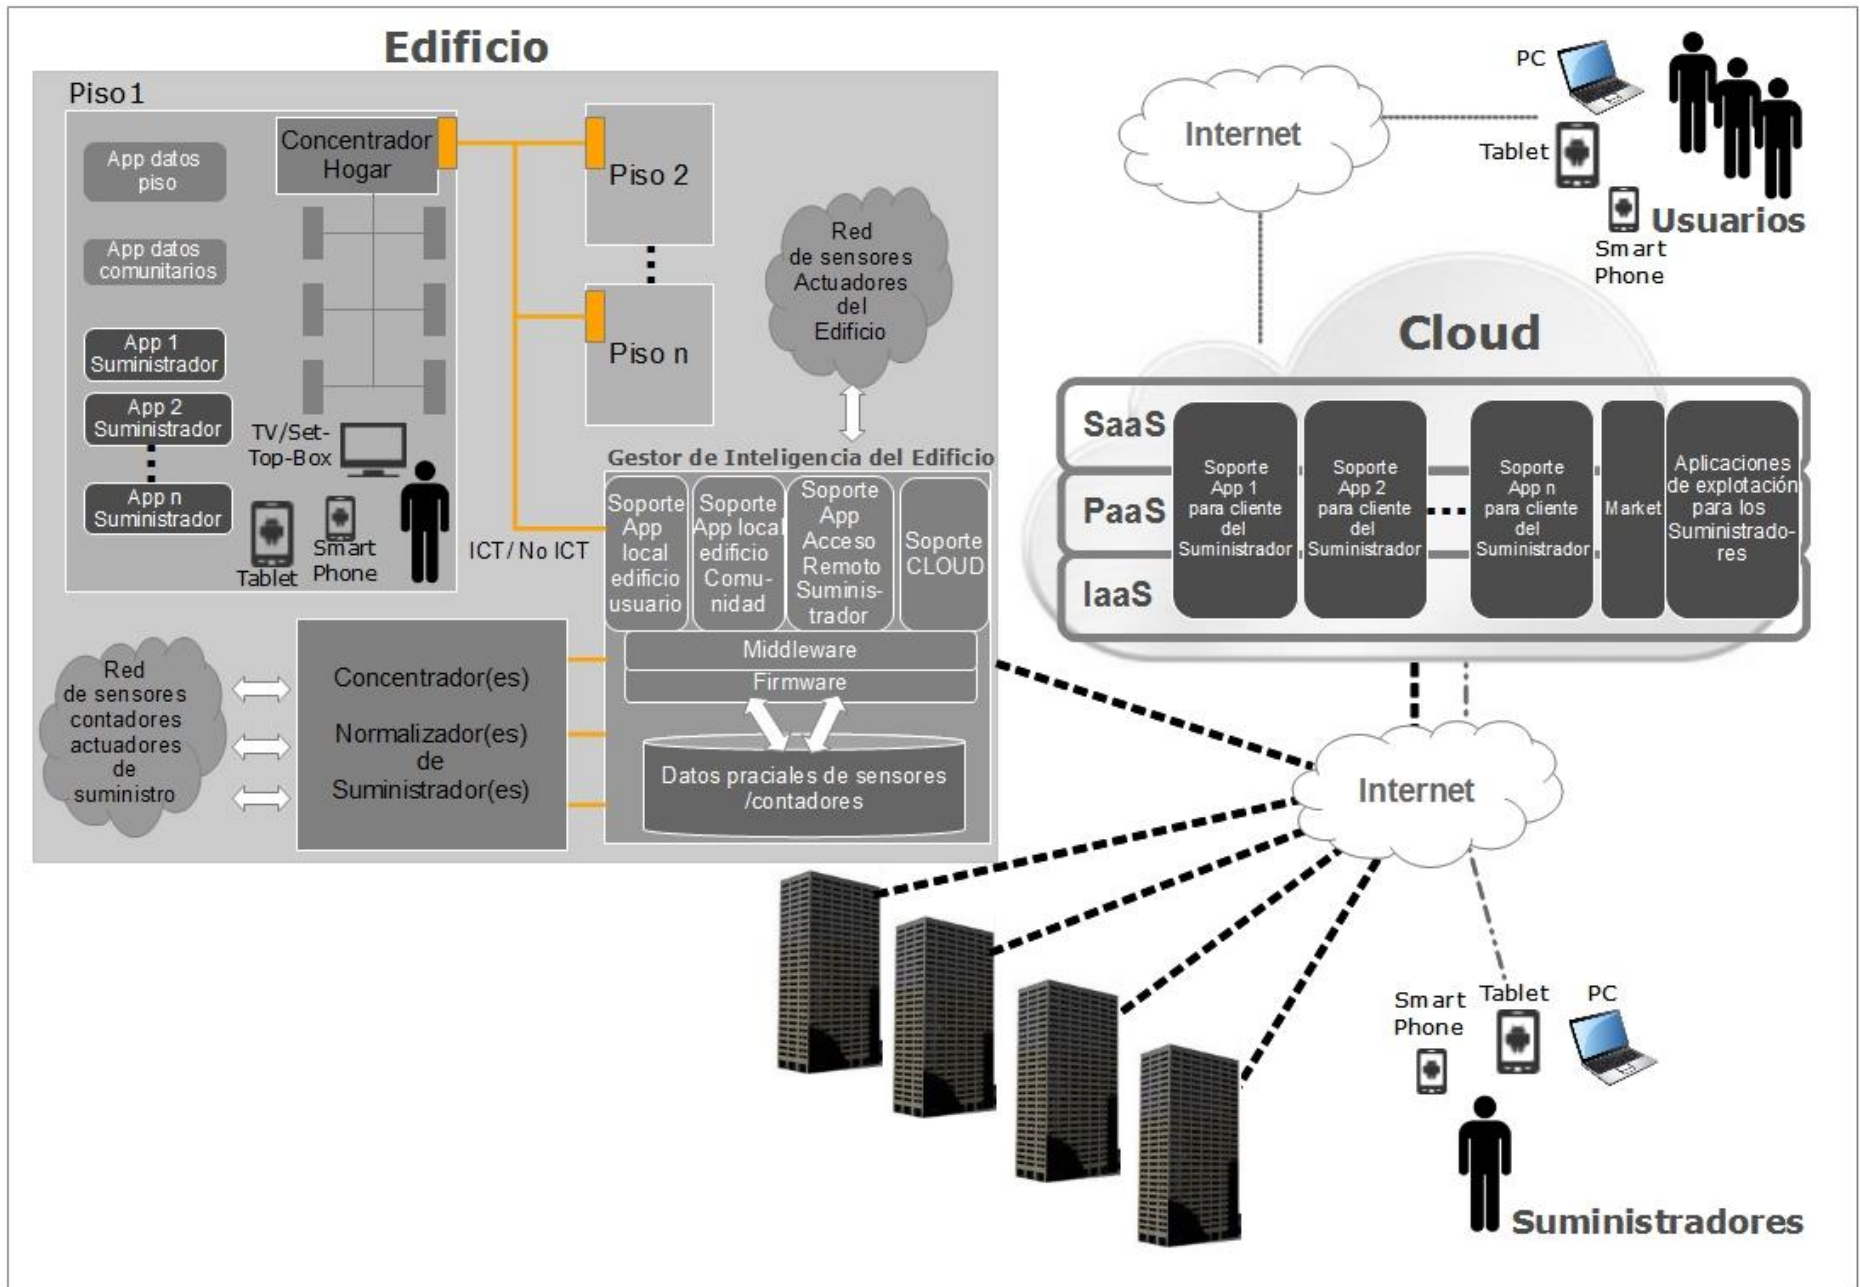 Edificio
Piso 1
App datos
piso
App datos
comunitarios
App 1
Suministrador
App 2
Suministrador
App n
Suministrador
Concentrador
Hogar
TV/Set-
Top-Box
Tablet
Smart
Phone
Piso 2
Piso n
ICT/ No ICT
Red
de sensores
Actuadores
del
Edificio
Gestor de Inteligencia del Edificio
Soporte
App
local
edificio
usuario
Soporte
App local
edificio
Comu-
nidad
Soporte
App
Acceso
Remoto
Suminis-
trador
Soporte
CLOUD
Middleware
Firmware
Datos praciales de sensores
/contadores
Red
de sensores
contadores
actuadores
de
suministro
Concentrador(es)
Normalizador(es)
de
Suministrador(es)
Internet
PC
Tablet
Smart
Phone
Usuarios
Cloud
SaaS
PaaS
IaaS
Soporte
App 1
para cliente
del
Suministrador
Soporte
App 2
para cliente
del
Suministrador
Soporte
App n
para cliente
del
Suministrador
Market
Aplicaciones
de explotación
para los
Suministrado-
res
Internet
Smart
Phone
Tablet
PC
Suministradores